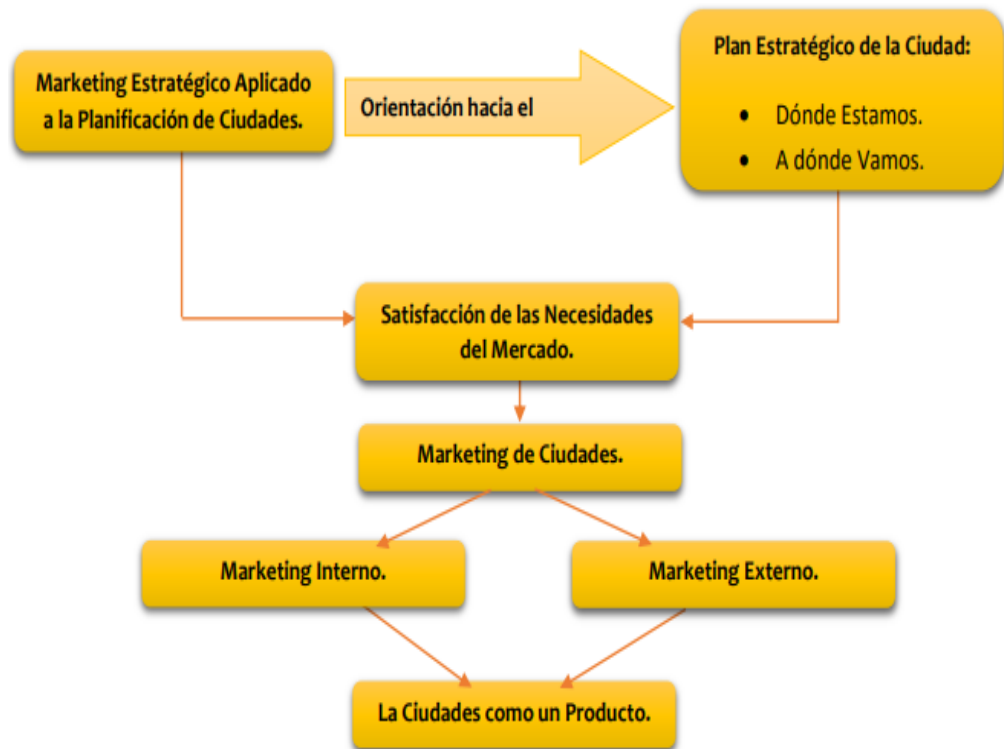 Marketing Estratégico Aplicado
a la Planificación de Ciudades.
Orientación hacia el
Plan Estratégico de la Ciudad:
• Dónde Estamos.
• A dónde Vamos.
Satisfacción de las Necesidades
del Mercado.
Marketing de Ciudades.
Marketing Interno.
Marketing Externo.
La Ciudades como un Producto.